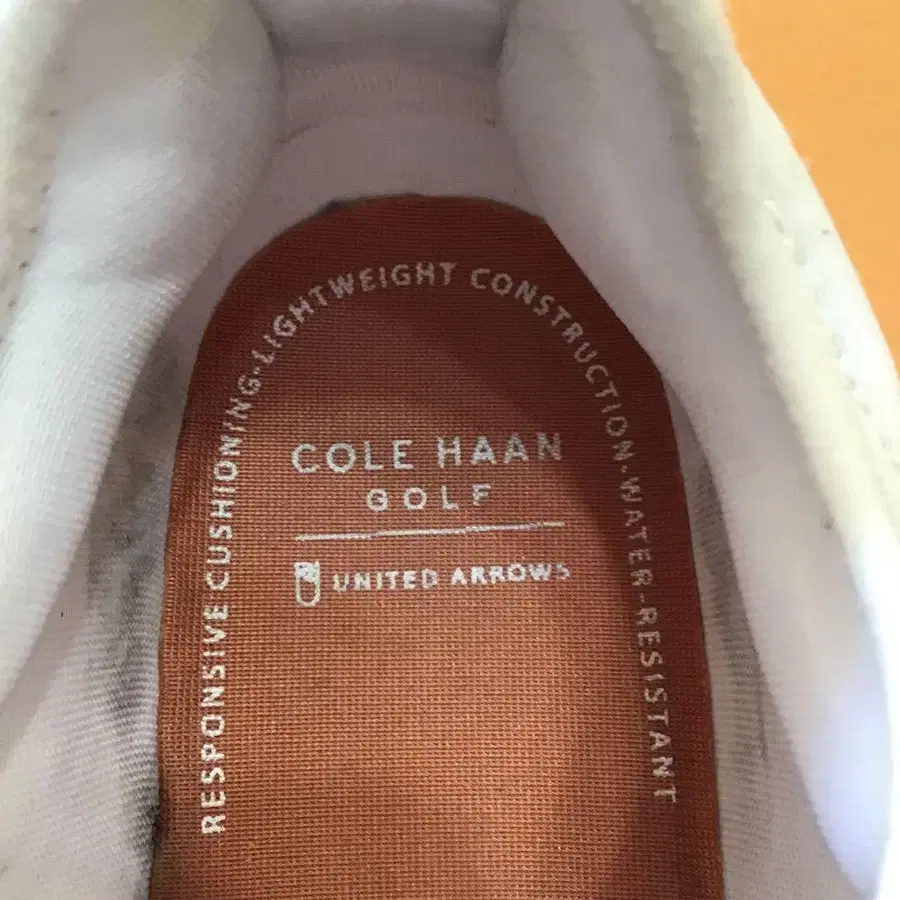 RESPONSIVE CUSHIONING·LIGHTWEIGHT CONSTRUCTION·WATER-RESISTANT
COLE HAAN
GOLF
UNITED ARROWS